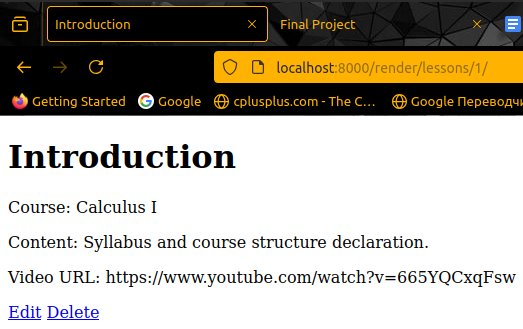 Introduction
Final Project
localhost:8000/render/lessons/1/
Getting Started
Google
cplusplus.com - The C…
Google Переводчи
Introduction
Course: Calculus I
Content: Syllabus and course structure declaration.
Video URL: https://www.youtube.com/watch?v=665YQCxqFsw
Edit Delete